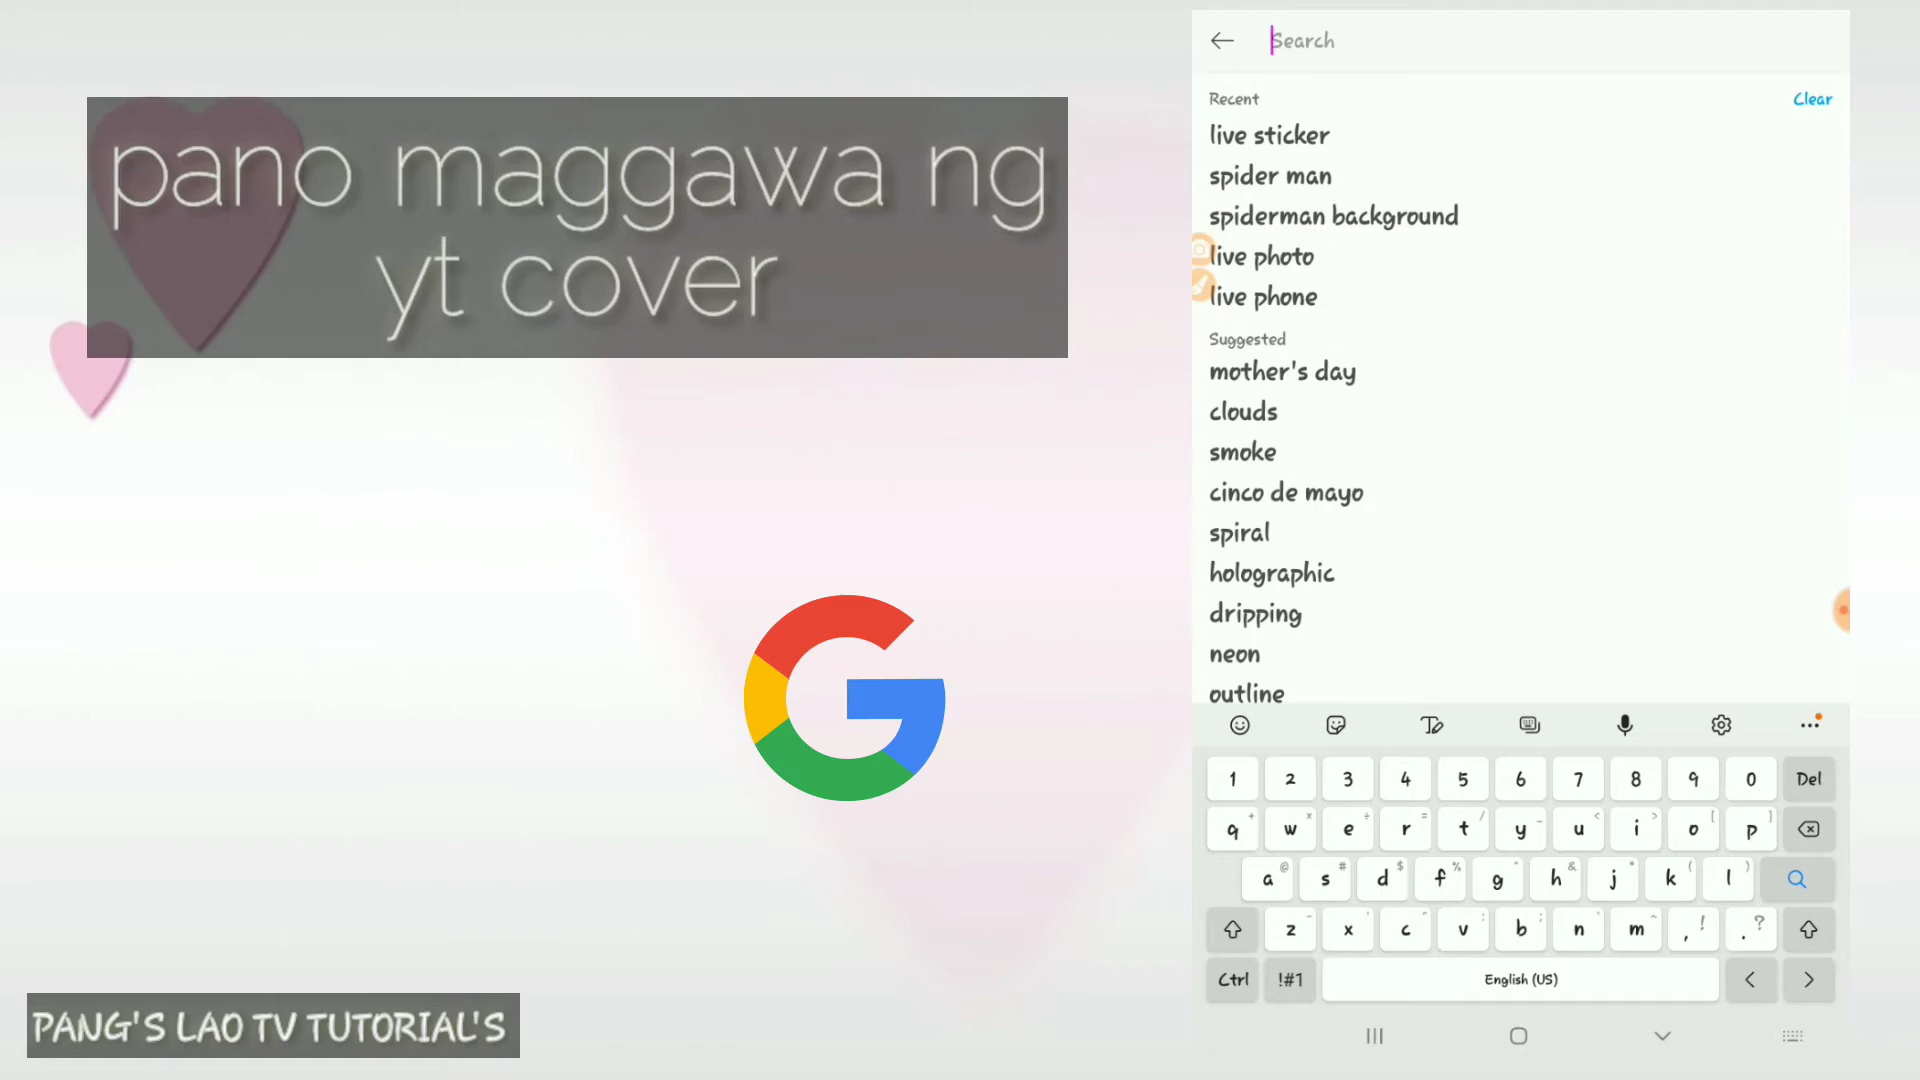 pano maggawa ng
yt cover
PANG'S LAO TV TUTORIAL'S
Search
Recent
Clear
live sticker
spider man
spiderman background
live photo
live phone
Suggested
mother's day
clouds
smoke
cinco de mayo
spiral
holographic
dripping
neon
outline
1 2 3 4 5 6 7 8 9 0 Del
q w e r t y u i o p
a s d f g h j k l
z x c v b n m , ! . ?
Ctrl !#1 English (US) < >